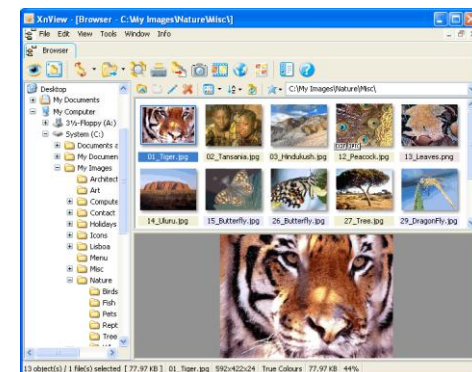 XnView - [Browser - C:\My Images\Nature\Misc\]
File Edit View Tools Window Info
Browser
Desktop
My Documents
My Computer
3½-Floppy (A:)
System (C:)
Documents a
My Documen
My Images
Architect
Art
Compute
Contact
Holidays
Icons
Lisboa
Menu
Misc
Nature
Birds
Fish
Pets
Rept
Tree
C:\My Images\Nature\Misc\
01_Tiger.jpg 02_Tansania.jpg 03_Hindukush.jpg 12_Peacock.jpg 13_Leaves.png
14_Uluru.jpg 15_Butterfly.jpg 26_Butterfly.jpg 27_Tree.jpg 29_DragonFly.jpg
13 object(s) / 1 file(s) selected [ 77.97 KB ] 01_Tiger.jpg 592x422x24 True Colours 77.97 KB 44%